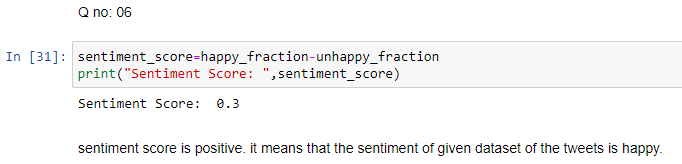 Q no: 06
In [31]: sentiment_score=happy_fraction-unhappy_fraction
print("Sentiment Score: ",sentiment_score)
Sentiment Score:  0.3
sentiment score is positive. it means that the sentiment of given dataset of the tweets is happy.